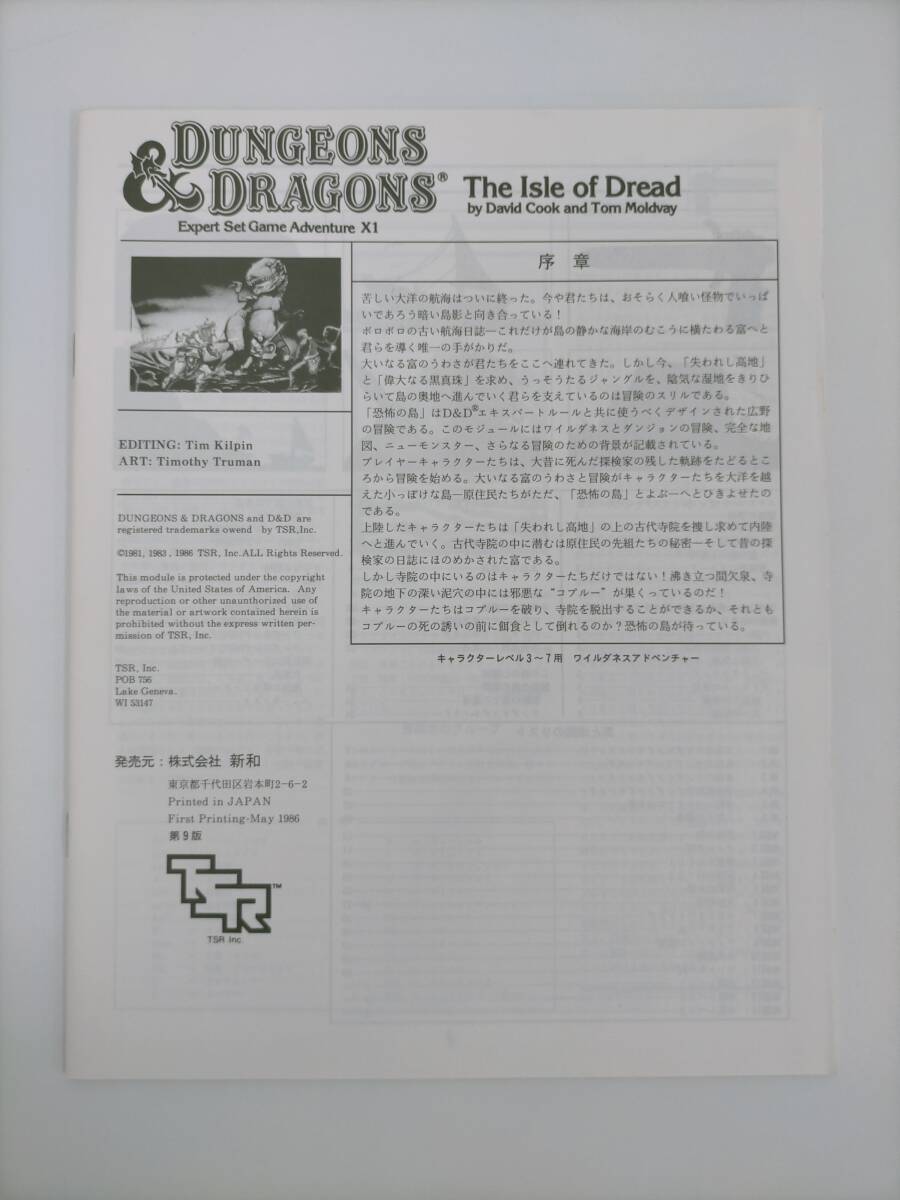 DUNGEONS
& DRAGONS®
Expert Set Game Adventure X1
The Isle of Dread
by David Cook and Tom Moldvay
EDITING: Tim Kilpin
ART: Timothy Truman
DUNGEONS & DRAGONS and D&D are
registered trademarks owend by TSR,Inc.
©1981, 1983, 1986 TSR, Inc.ALL Rights Reserved.
This module is protected under the copyright
laws of the United States of America. Any
reproduction or other unauthorized use of
the material or artwork contained herein is
prohibited without the express written per-
mission of TSR, Inc.
TSR, Inc.
POB 756
Lake Geneva.
WI 53147
序 章
苦しい大洋の航海はついに終った。今や君たちは、おそらく人喰い怪物でいっぱ
いであろう暗い島影と向き合っている！
ボロボロの古い航海日誌—これだけが島の静かな海岸のむこうに横たわる富へと
君らを導く唯一の手がかりだ。
大いなる富のうわさが君たちをここへ連れてきた。しかし今、「失われし高地」
と「偉大なる黒真珠」を求め、うっそうたるジャングルを、陰気な湿地をきりひ
らいて島の奥地へ進んでいく君らを支えているのは冒険のスリルである。
「恐怖の島」はD&D®エキスパートルールと共に使うべくデザインされた広野
の冒険である。このモジュールにはワイルダネスとダンジョンの冒険、完全な地
図、ニューモンスター、さらなる冒険のための背景が記載されている。
プレイヤーキャラクターたちは、大昔に死んだ探検家の残した軌跡をたどるとこ
ろから冒険を始める。大いなる富のうわさと冒険がキャラクターたちを大洋を越
えた小っぽけな島—原住民たちがただ、「恐怖の島」とよぶ—へとひきよせたの
である。
上陸したキャラクターたちは「失われし高地」の上の古代寺院を捜し求めて内陸
へと進んでいく。古代寺院の中に潜むは原住民の先組たちの秘密—そして昔の探
検家の日誌にほのめかされた富である。
しかし寺院の中にいるのはキャラクターたちだけではない！沸き立つ間欠泉、寺
院の地下の深い泥穴の中には邪悪な“コプルー”が巣くっているのだ！
キャラクターたちはコプルーを破り、寺院を脱出することができるか、それとも
コプルーの死の誘いの前に餌食として倒れるのか？恐怖の島が待っている。
キャラクターレベル3～7用 ワイルダネスアドベンチャー
発売元：株式会社 新和
東京都千代田区岩本町2-6-2
Printed in JAPAN
First Printing-May 1986
第9版
TSR™
TSR Inc.